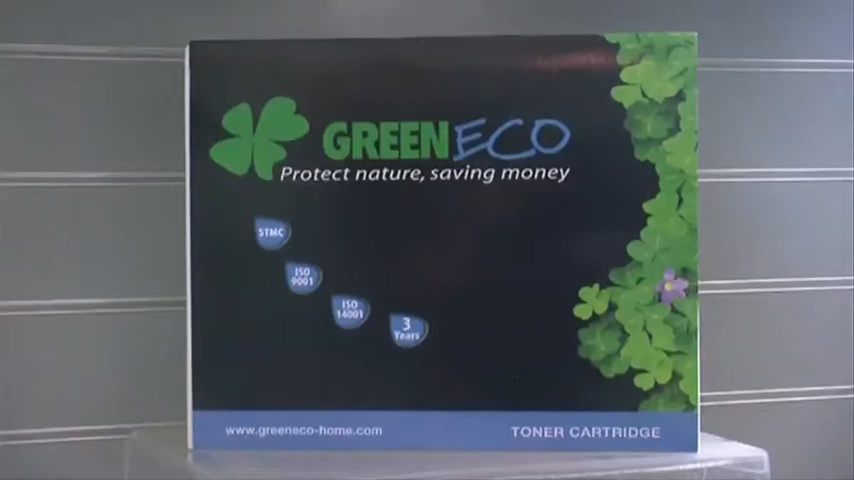 GREEN ECO
Protect nature, saving money
STMC
ISO
9001
ISO
14001
3
Years
www.greeneco-home.com
TONER CARTRIDGE